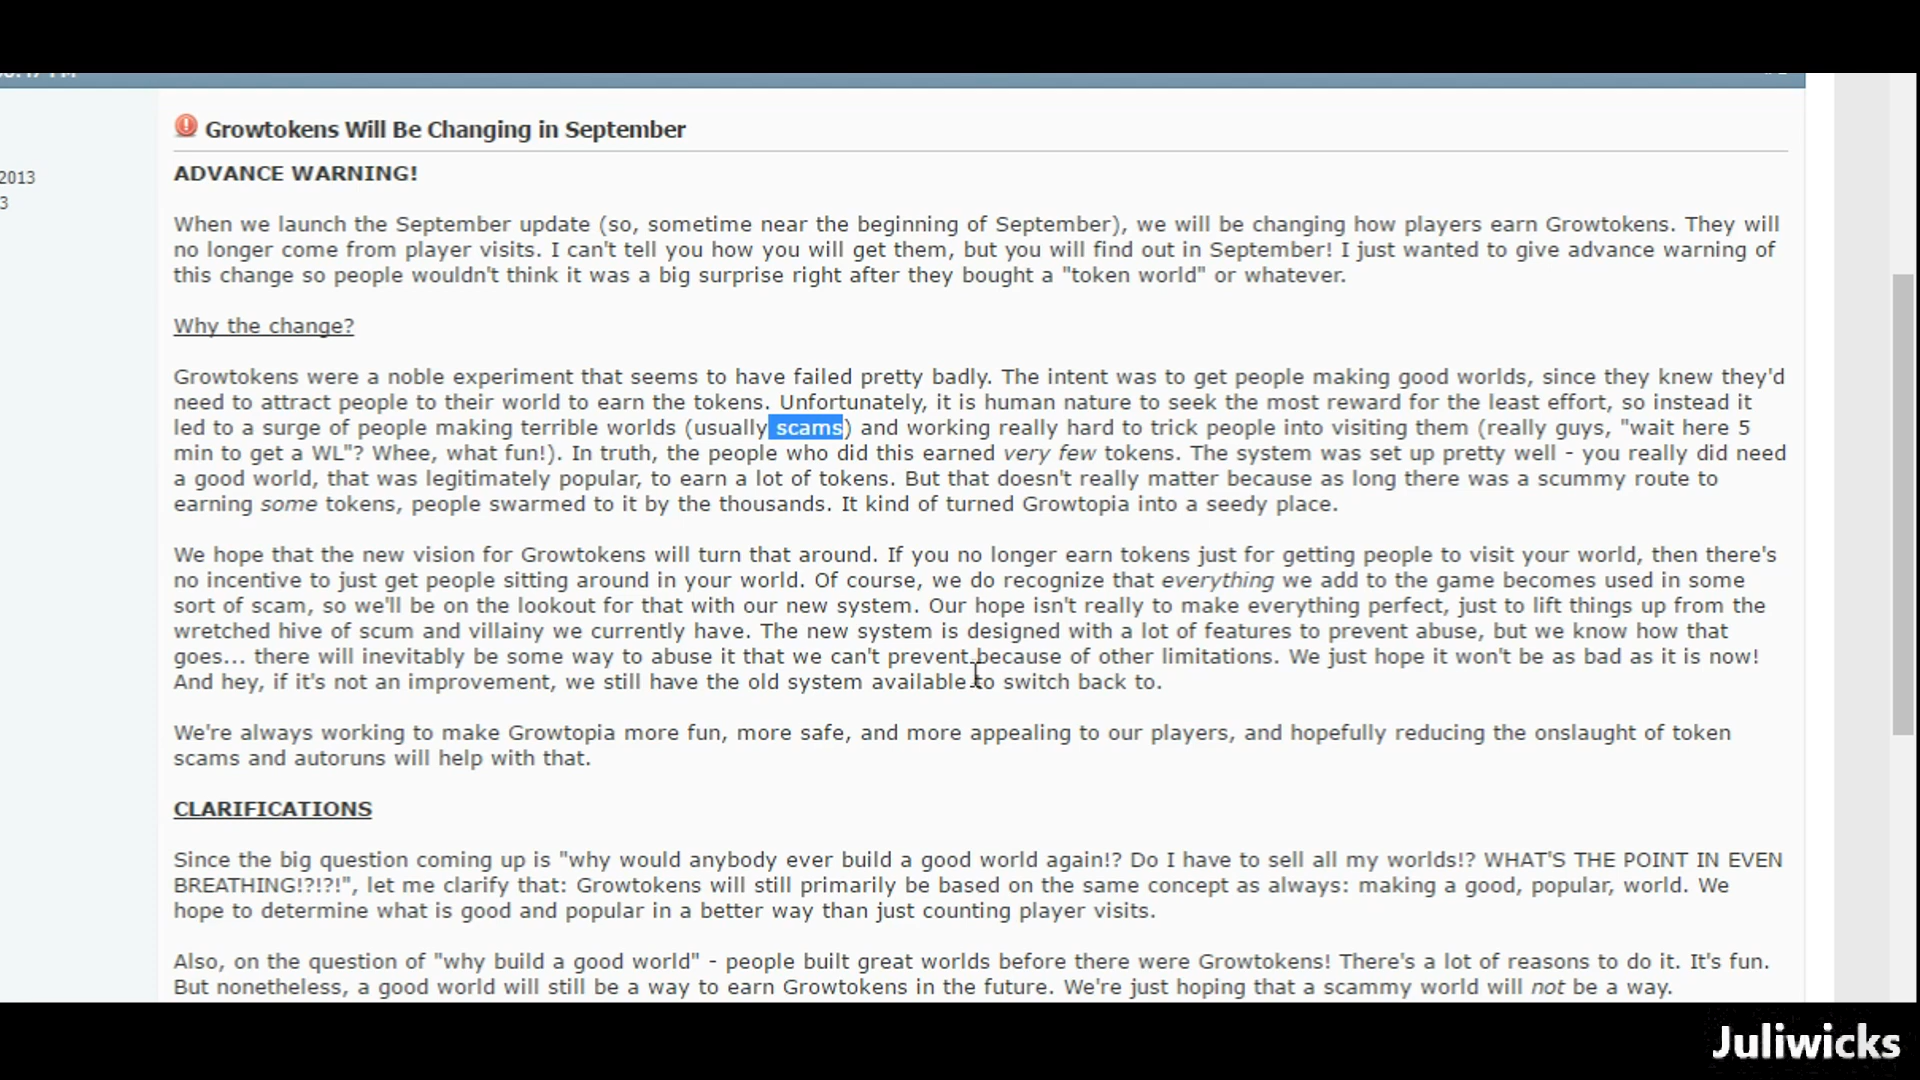 Growtokens Will Be Changing in September
ADVANCE WARNING!
2013
3
When we launch the September update (so, sometime near the beginning of September), we will be changing how players earn Growtokens. They will
no longer come from player visits. I can't tell you how you will get them, but you will find out in September! I just wanted to give advance warning of
this change so people wouldn't think it was a big surprise right after they bought a "token world" or whatever.
Why the change?
Growtokens were a noble experiment that seems to have failed pretty badly. The intent was to get people making good worlds, since they knew they'd
need to attract people to their world to earn the tokens. Unfortunately, it is human nature to seek the most reward for the least effort, so instead it
led to a surge of people making terrible worlds (usually scams) and working really hard to trick people into visiting them (really guys, "wait here 5
min to get a WL"? Whee, what fun!). In truth, the people who did this earned very few tokens. The system was set up pretty well - you really did need
a good world, that was legitimately popular, to earn a lot of tokens. But that doesn't really matter because as long there was a scummy route to
earning some tokens, people swarmed to it by the thousands. It kind of turned Growtopia into a seedy place.
We hope that the new vision for Growtokens will turn that around. If you no longer earn tokens just for getting people to visit your world, then there's
no incentive to just get people sitting around in your world. Of course, we do recognize that everything we add to the game becomes used in some
sort of scam, so we'll be on the lookout for that with our new system. Our hope isn't really to make everything perfect, just to lift things up from the
wretched hive of scum and villainy we currently have. The new system is designed with a lot of features to prevent abuse, but we know how that
goes... there will inevitably be some way to abuse it that we can't prevent because of other limitations. We just hope it won't be as bad as it is now!
And hey, if it's not an improvement, we still have the old system available to switch back to.
We're always working to make Growtopia more fun, more safe, and more appealing to our players, and hopefully reducing the onslaught of token
scams and autoruns will help with that.
CLARIFICATIONS
Since the big question coming up is "why would anybody ever build a good world again!? Do I have to sell all my worlds!? WHAT'S THE POINT IN EVEN
BREATHING!?!?!", let me clarify that: Growtokens will still primarily be based on the same concept as always: making a good, popular, world. We
hope to determine what is good and popular in a better way than just counting player visits.
Also, on the question of "why build a good world" - people built great worlds before there were Growtokens! There's a lot of reasons to do it. It's fun.
But nonetheless, a good world will still be a way to earn Growtokens in the future. We're just hoping that a scammy world will not be a way.
Juliwicks